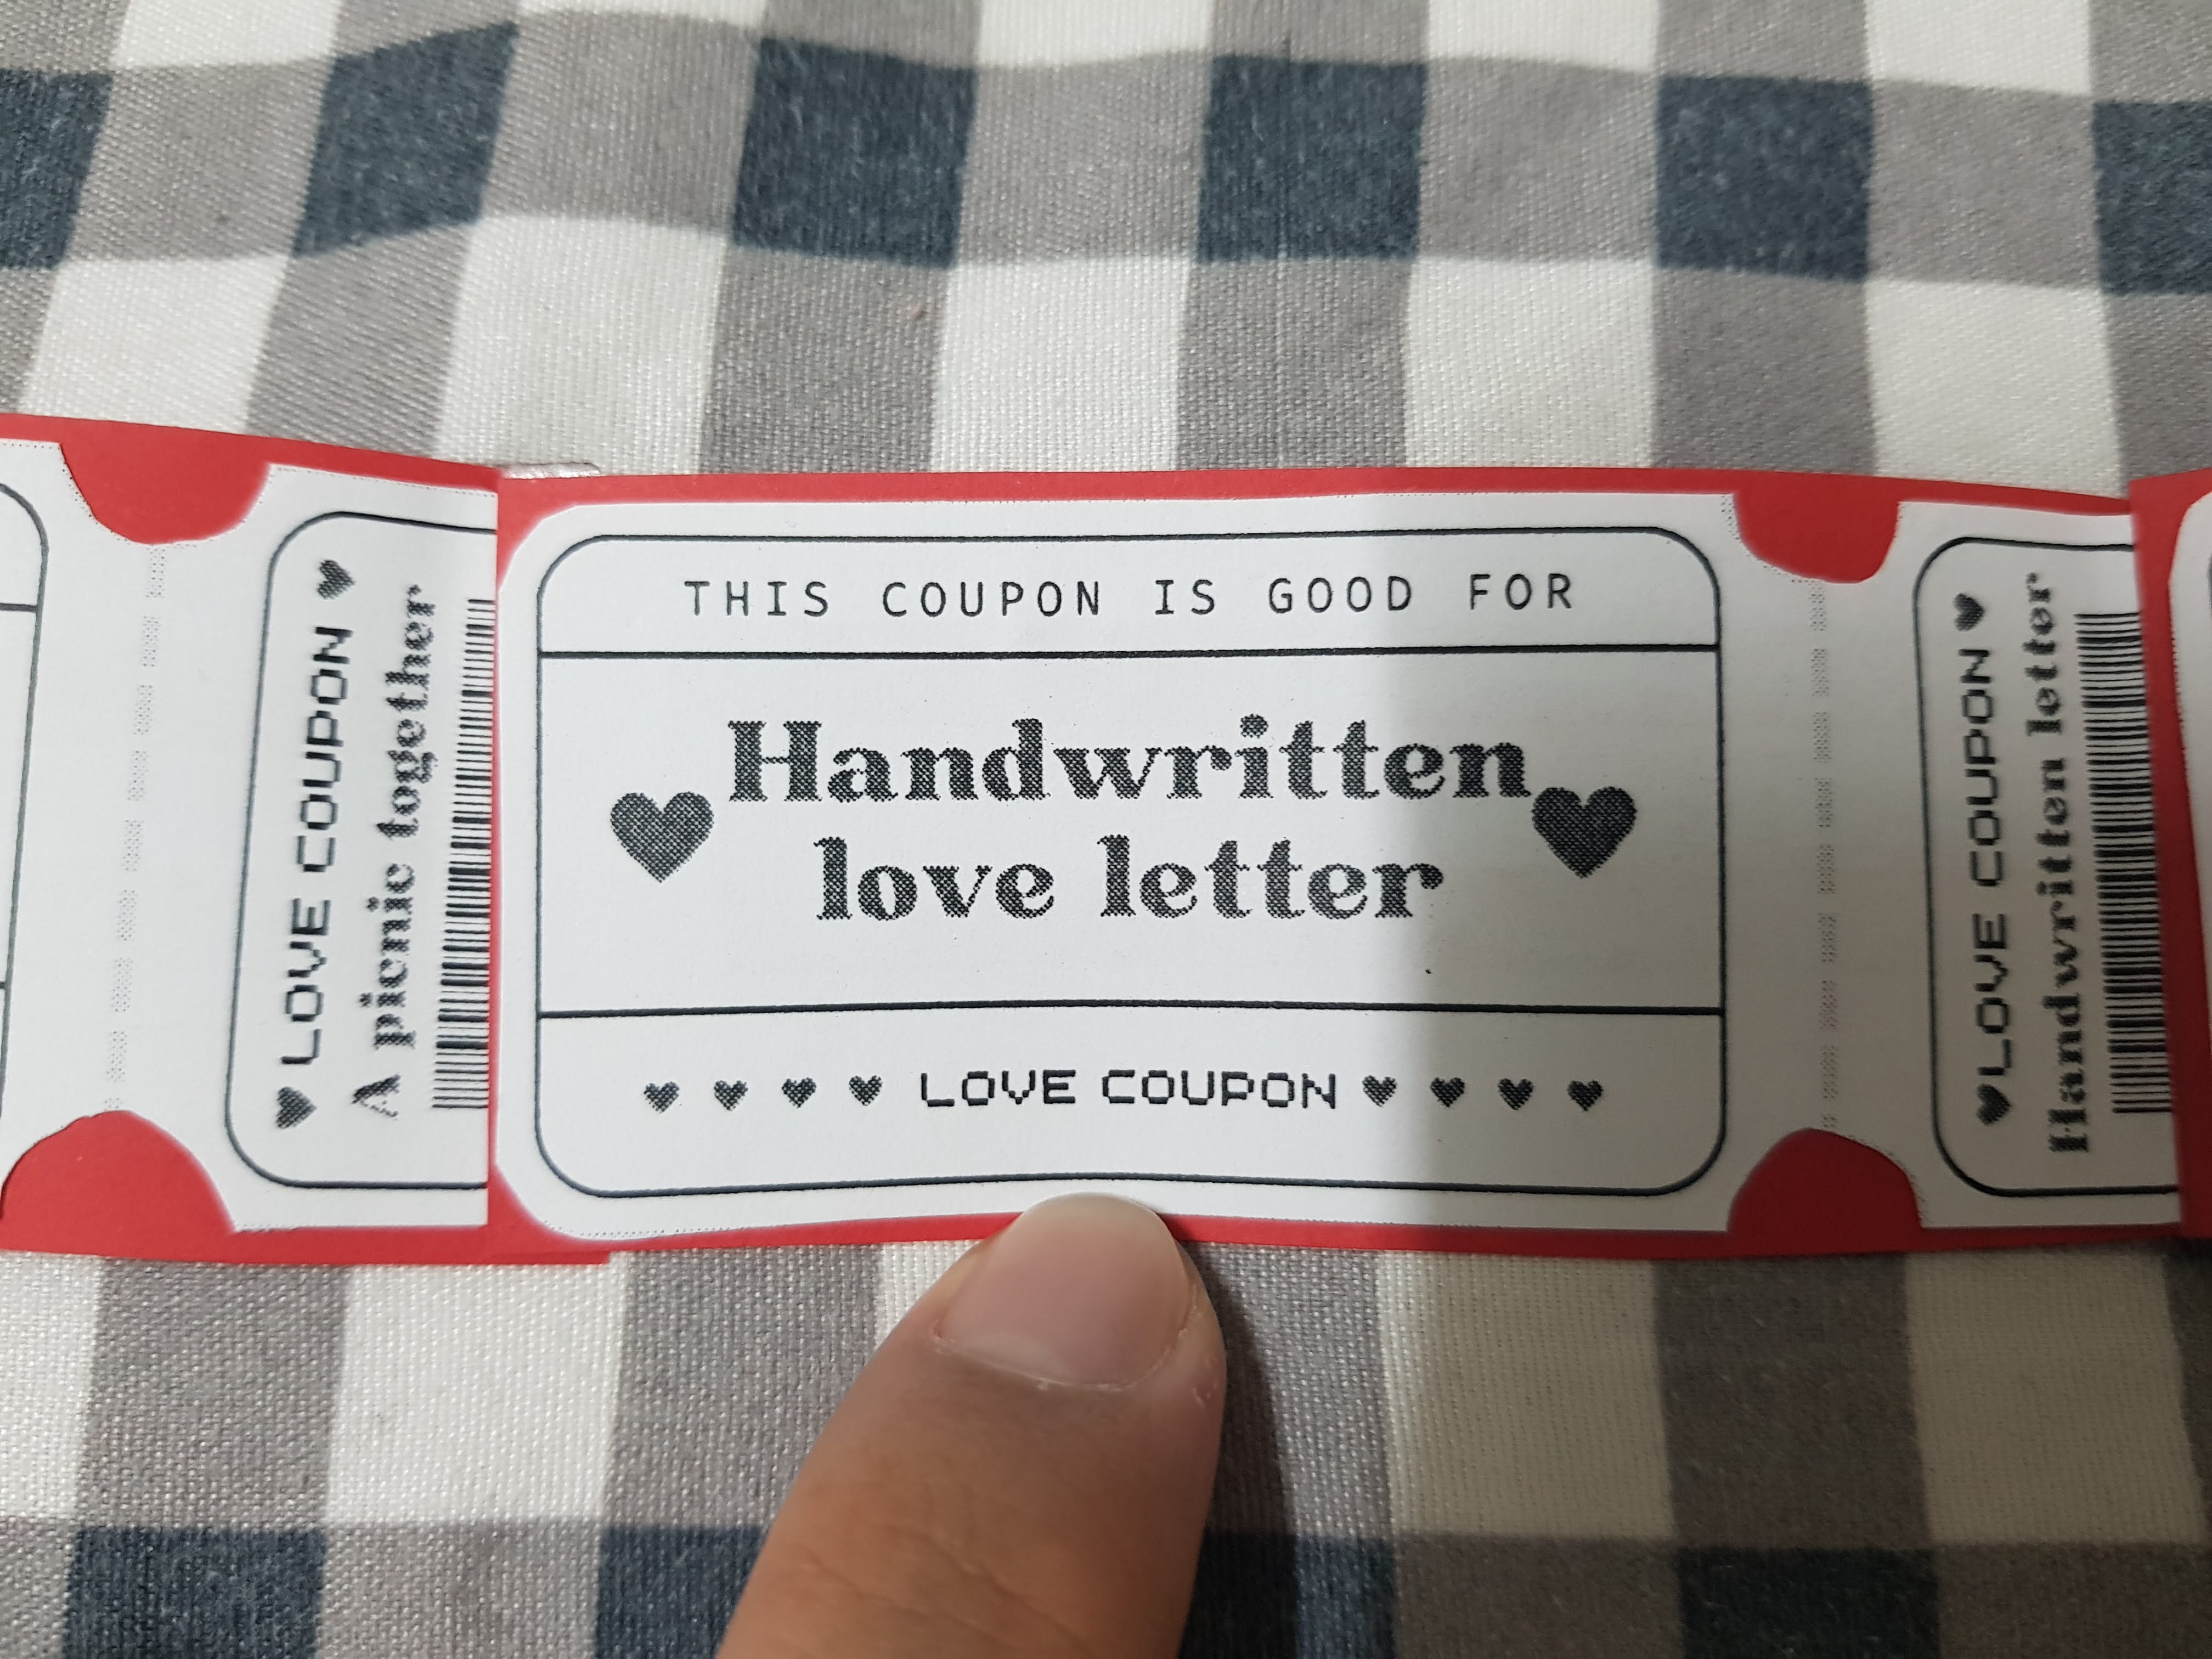 ♥ LOVE COUPON ♥
A picnic together
THIS COUPON IS GOOD FOR
Handwritten
love letter
♥ ♥ ♥ ♥ LOVE COUPON ♥ ♥ ♥ ♥
♥ LOVE COUPON ♥
Handwritten letter